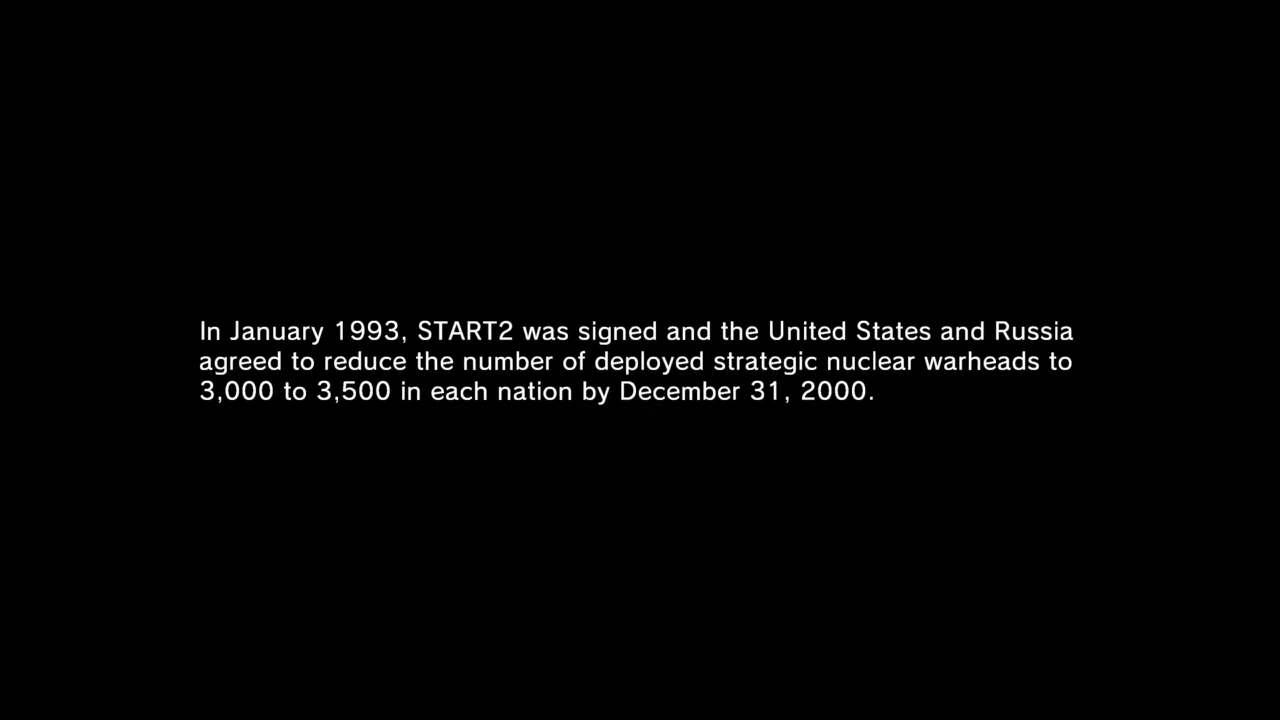 In January 1993, START2 was signed and the United States and Russia
agreed to reduce the number of deployed strategic nuclear warheads to
3,000 to 3,500 in each nation by December 31, 2000.